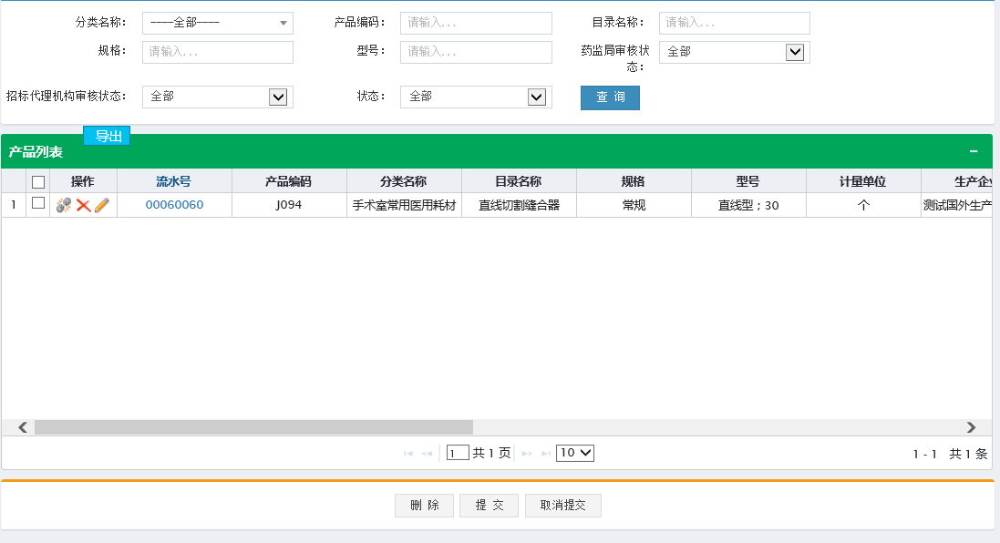 分类名称： ----全部---- 产品编码： 请输入... 目录名称： 请输入...
规格： 请输入... 型号： 请输入... 药监局审核状态： 全部
招标代理机构审核状态： 全部 状态： 全部 查 询
导出
产品列表
操作 流水号 产品编码 分类名称 目录名称 规格 型号 计量单位 生产企
1 00060060 J094 手术室常用医用耗材 直线切割缝合器 常规 直线型；30 个 测试国外生产
1 共 1 页 10 1 - 1 共 1 条
删 除 提 交 取消提交